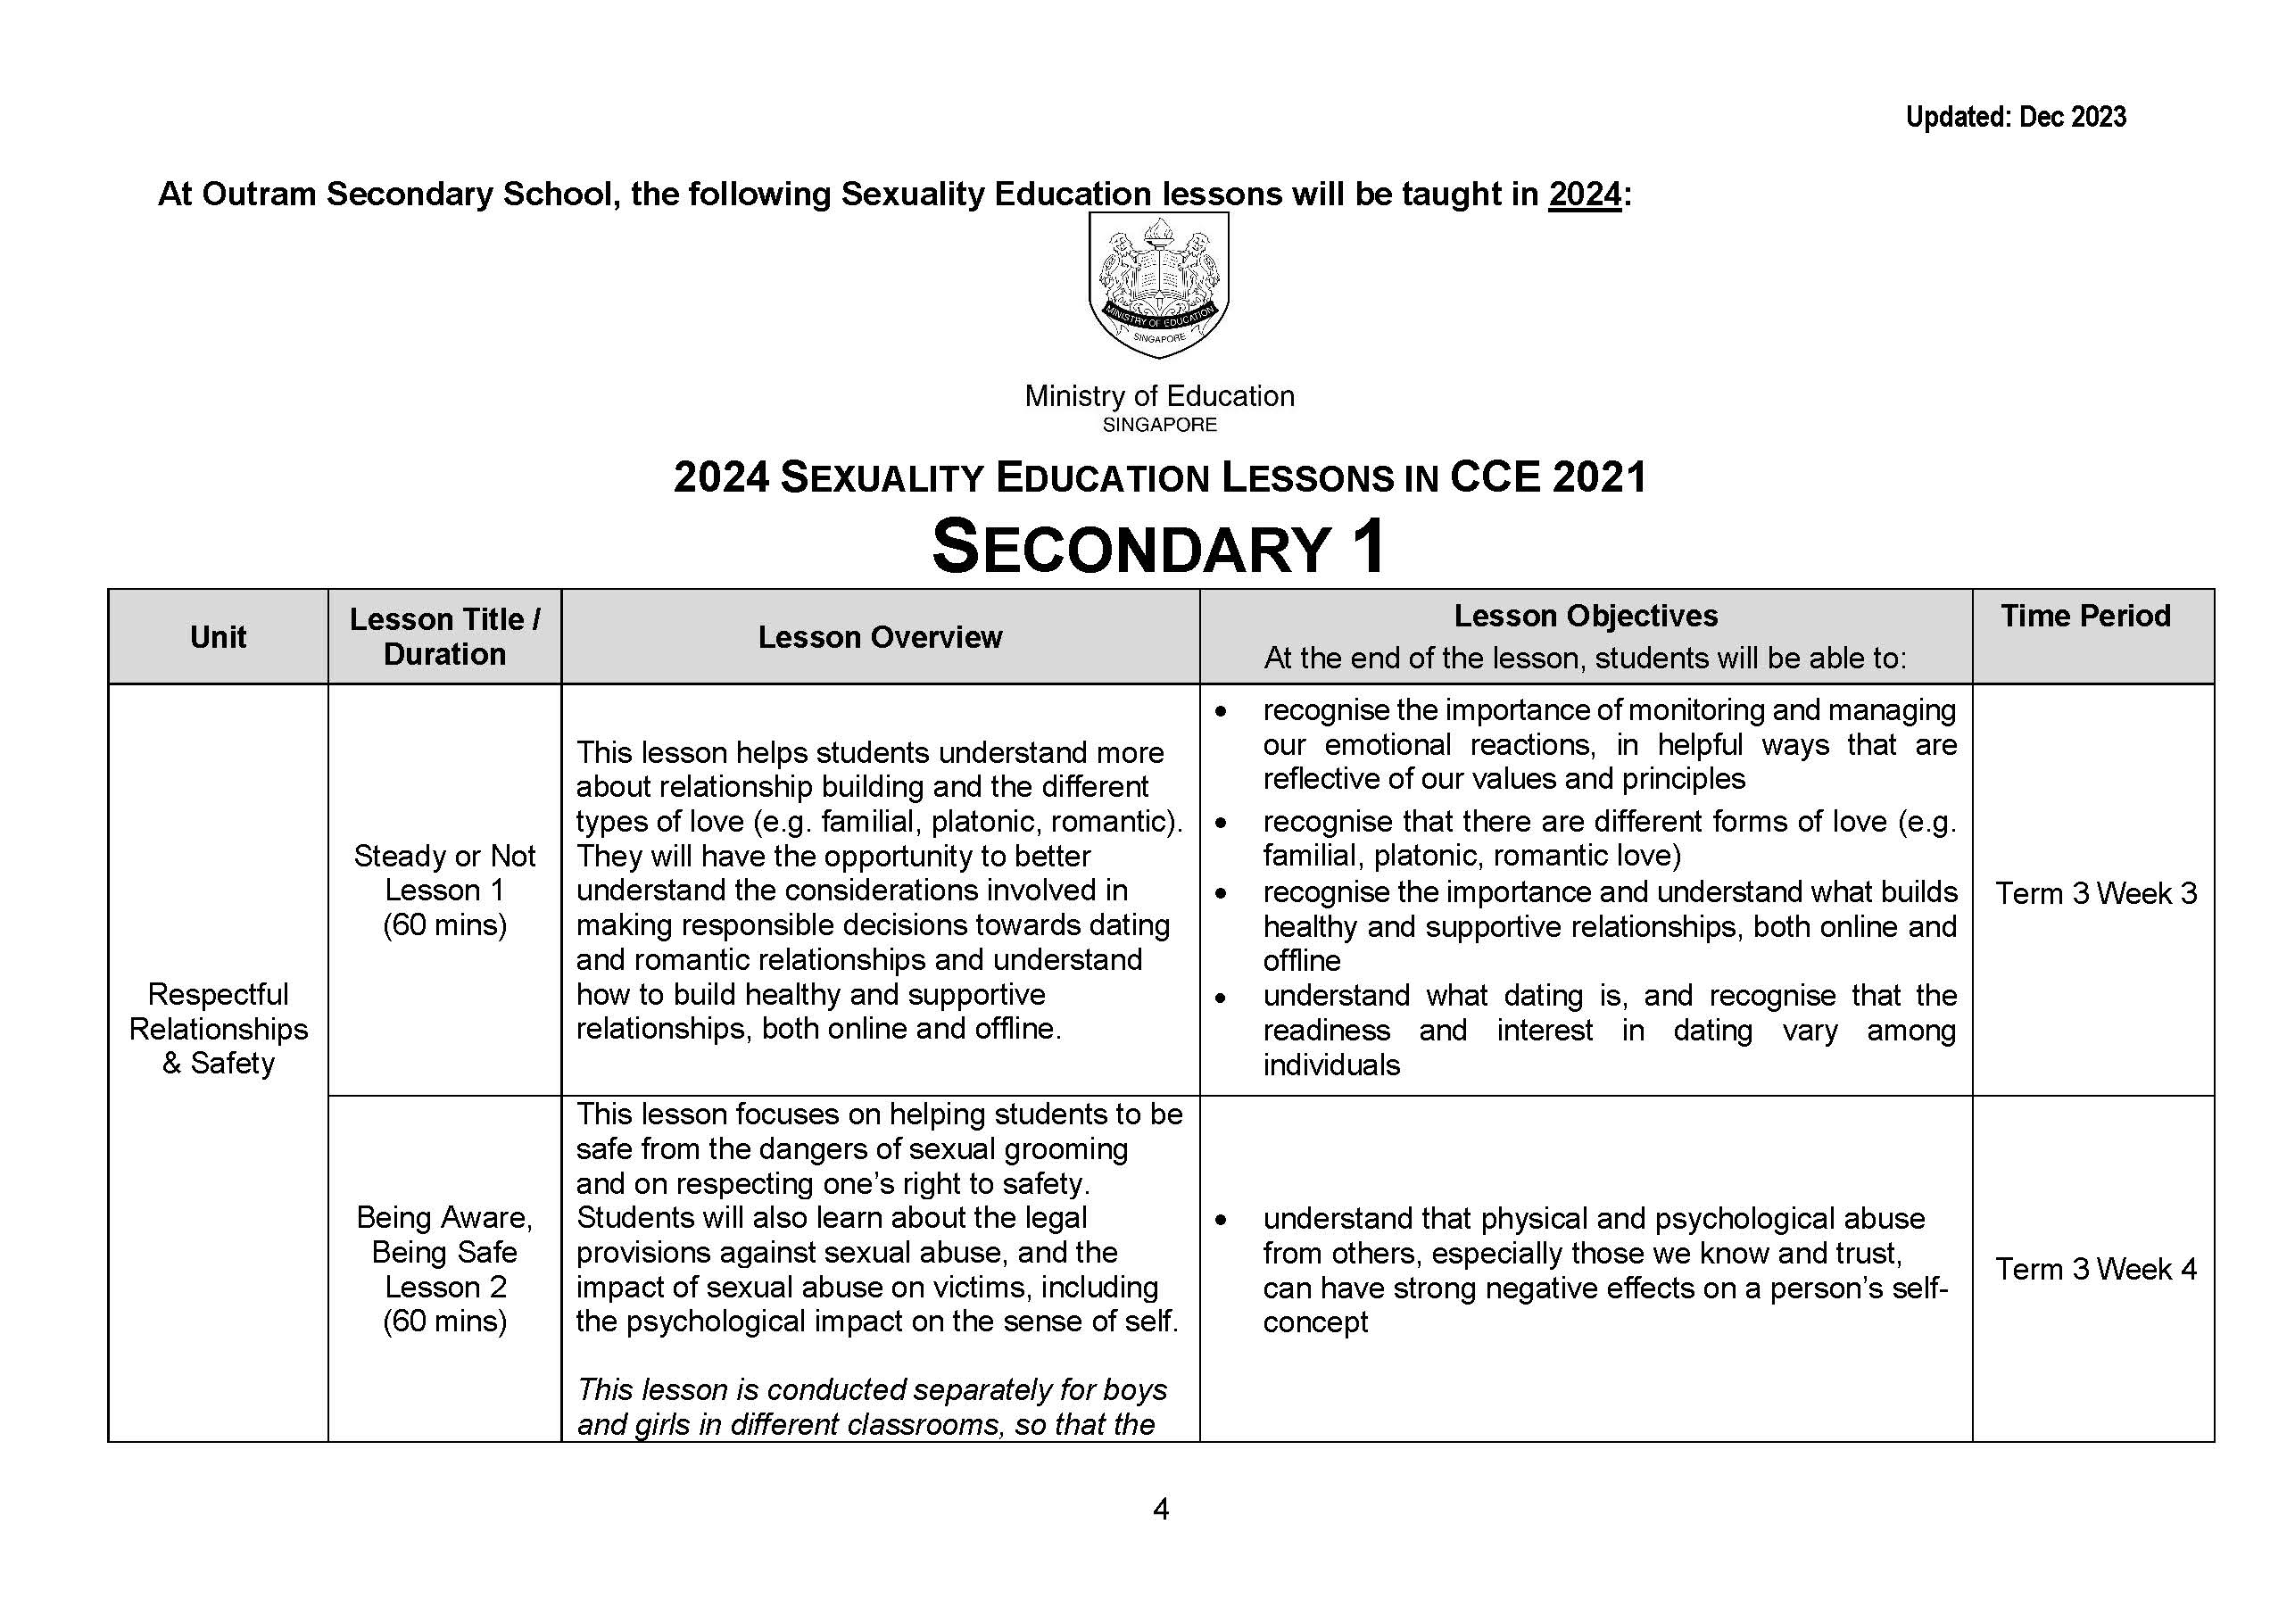 Updated: Dec 2023
At Outram Secondary School, the following Sexuality Education lessons will be taught in 2024:
MINISTRY OF EDUCATION
SINGAPORE
Ministry of Education
SINGAPORE
2024 SEXUALITY EDUCATION LESSONS IN CCE 2021
SECONDARY 1
Unit
Lesson Title /
Duration
Lesson Overview
Lesson Objectives
At the end of the lesson, students will be able to:
Time Period
Respectful
Relationships
& Safety
Steady or Not
Lesson 1
(60 mins)
This lesson helps students understand more
about relationship building and the different
types of love (e.g. familial, platonic, romantic).
They will have the opportunity to better
understand the considerations involved in
making responsible decisions towards dating
and romantic relationships and understand
how to build healthy and supportive
relationships, both online and offline.
• recognise the importance of monitoring and managing
our emotional reactions, in helpful ways that are
reflective of our values and principles
• recognise that there are different forms of love (e.g.
familial, platonic, romantic love)
• recognise the importance and understand what builds
healthy and supportive relationships, both online and
offline
• understand what dating is, and recognise that the
readiness and interest in dating vary among
individuals
Term 3 Week 3
Being Aware,
Being Safe
Lesson 2
(60 mins)
This lesson focuses on helping students to be
safe from the dangers of sexual grooming
and on respecting one’s right to safety.
Students will also learn about the legal
provisions against sexual abuse, and the
impact of sexual abuse on victims, including
the psychological impact on the sense of self.
This lesson is conducted separately for boys
and girls in different classrooms, so that the
• understand that physical and psychological abuse
from others, especially those we know and trust,
can have strong negative effects on a person’s self-
concept
Term 3 Week 4
4